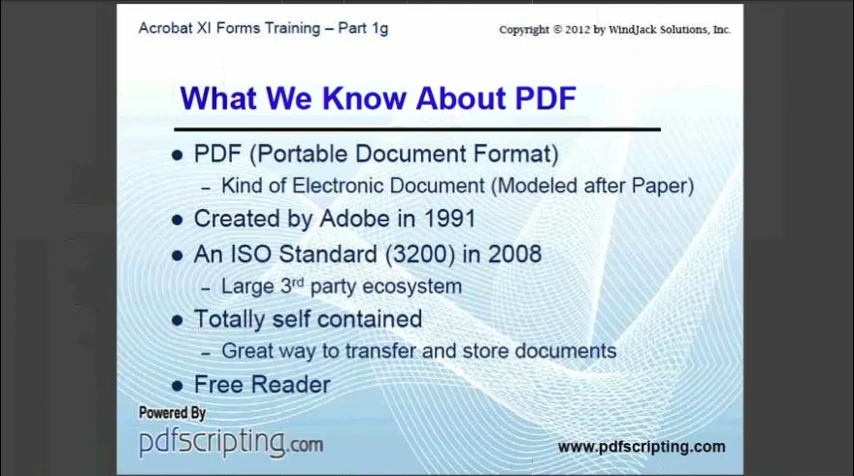 Acrobat XI Forms Training – Part 1g
Copyright © 2012 by WindJack Solutions, Inc.
What We Know About PDF
● PDF (Portable Document Format)
– Kind of Electronic Document (Modeled after Paper)
● Created by Adobe in 1991
● An ISO Standard (3200) in 2008
– Large 3rd party ecosystem
● Totally self contained
– Great way to transfer and store documents
● Free Reader
Powered By
pdfscripting.com
www.pdfscripting.com